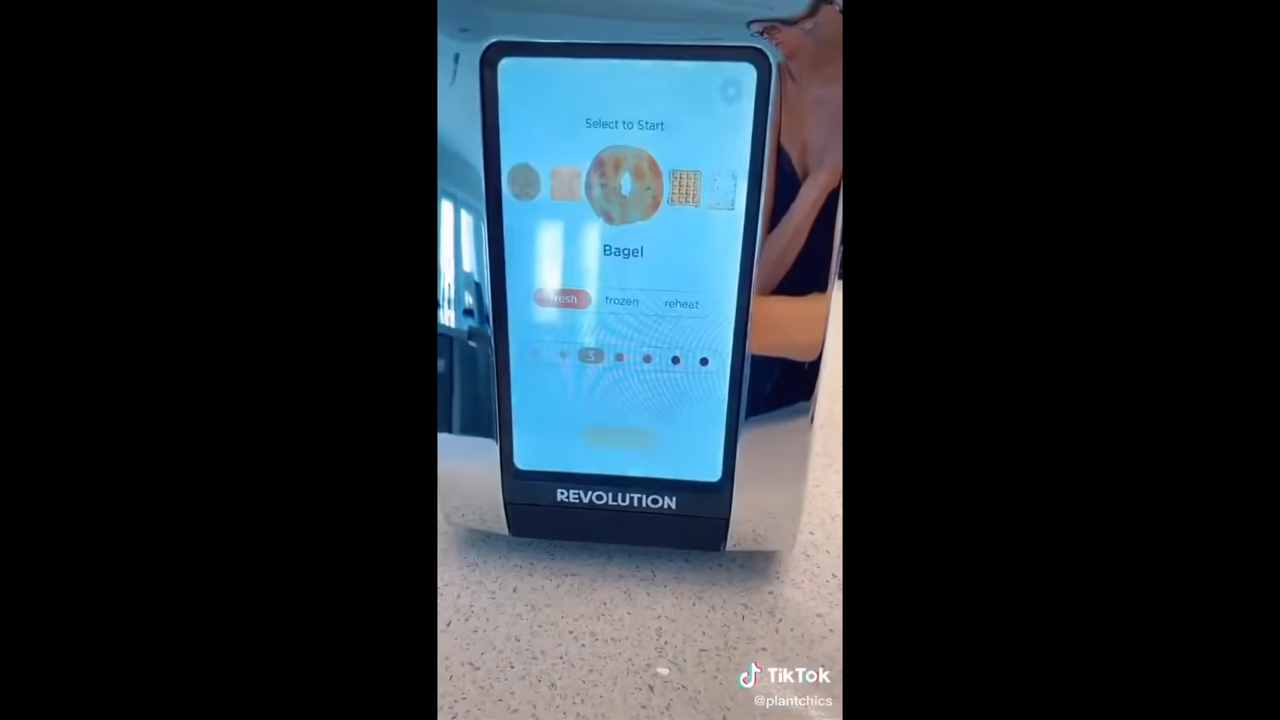 Select to Start
Bagel
fresh frozen reheat
3
REVOLUTION
TikTok
@plantchics